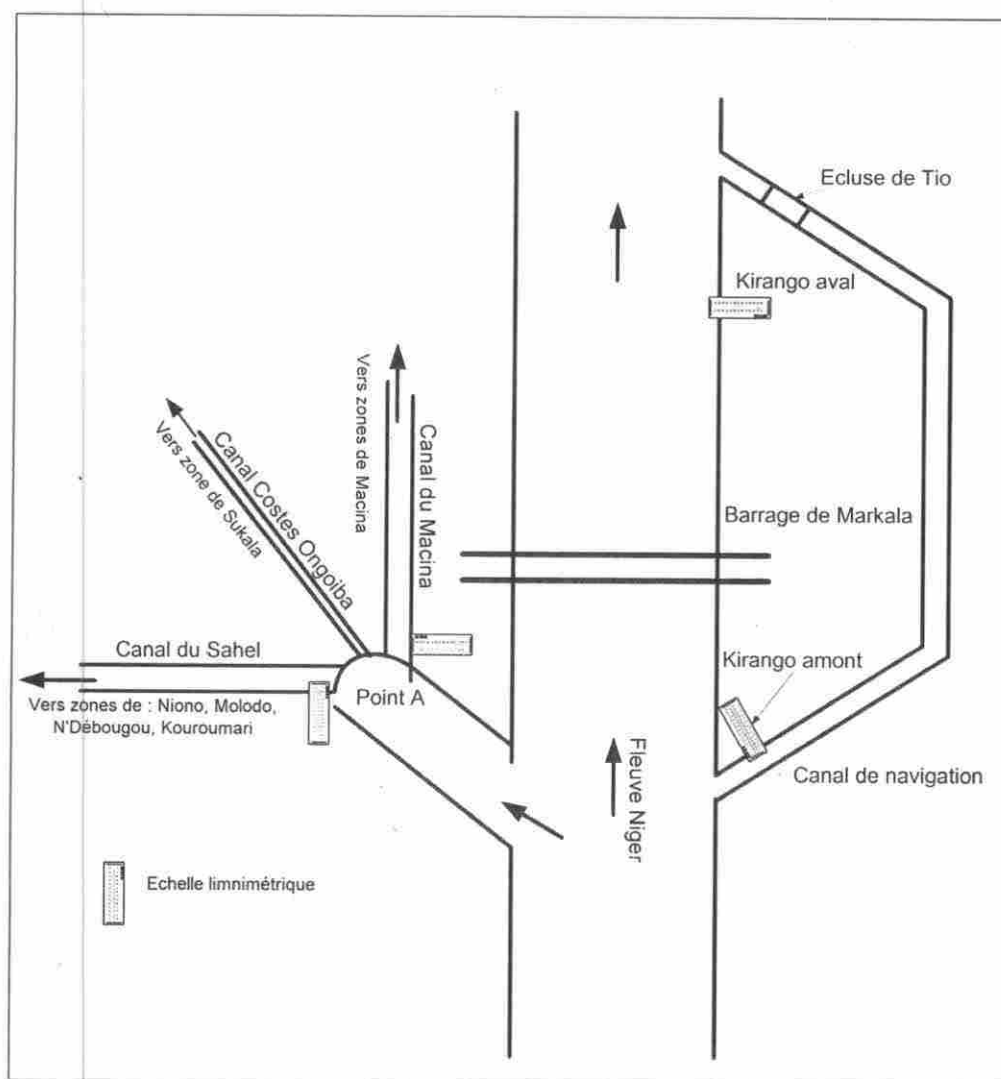 Ecluse de Tio
Kirango aval
Vers zones de Macina
Canal du Macina
Canal Costes Ongoiba
Vers zone de Sukala
Barrage de Markala
Canal du Sahel
Point A
Kirango amont
Vers zones de : Niono, Molodo,
N'Débougou, Kouroumari
Fleuve Niger
Canal de navigation
Echelle limnimétrique